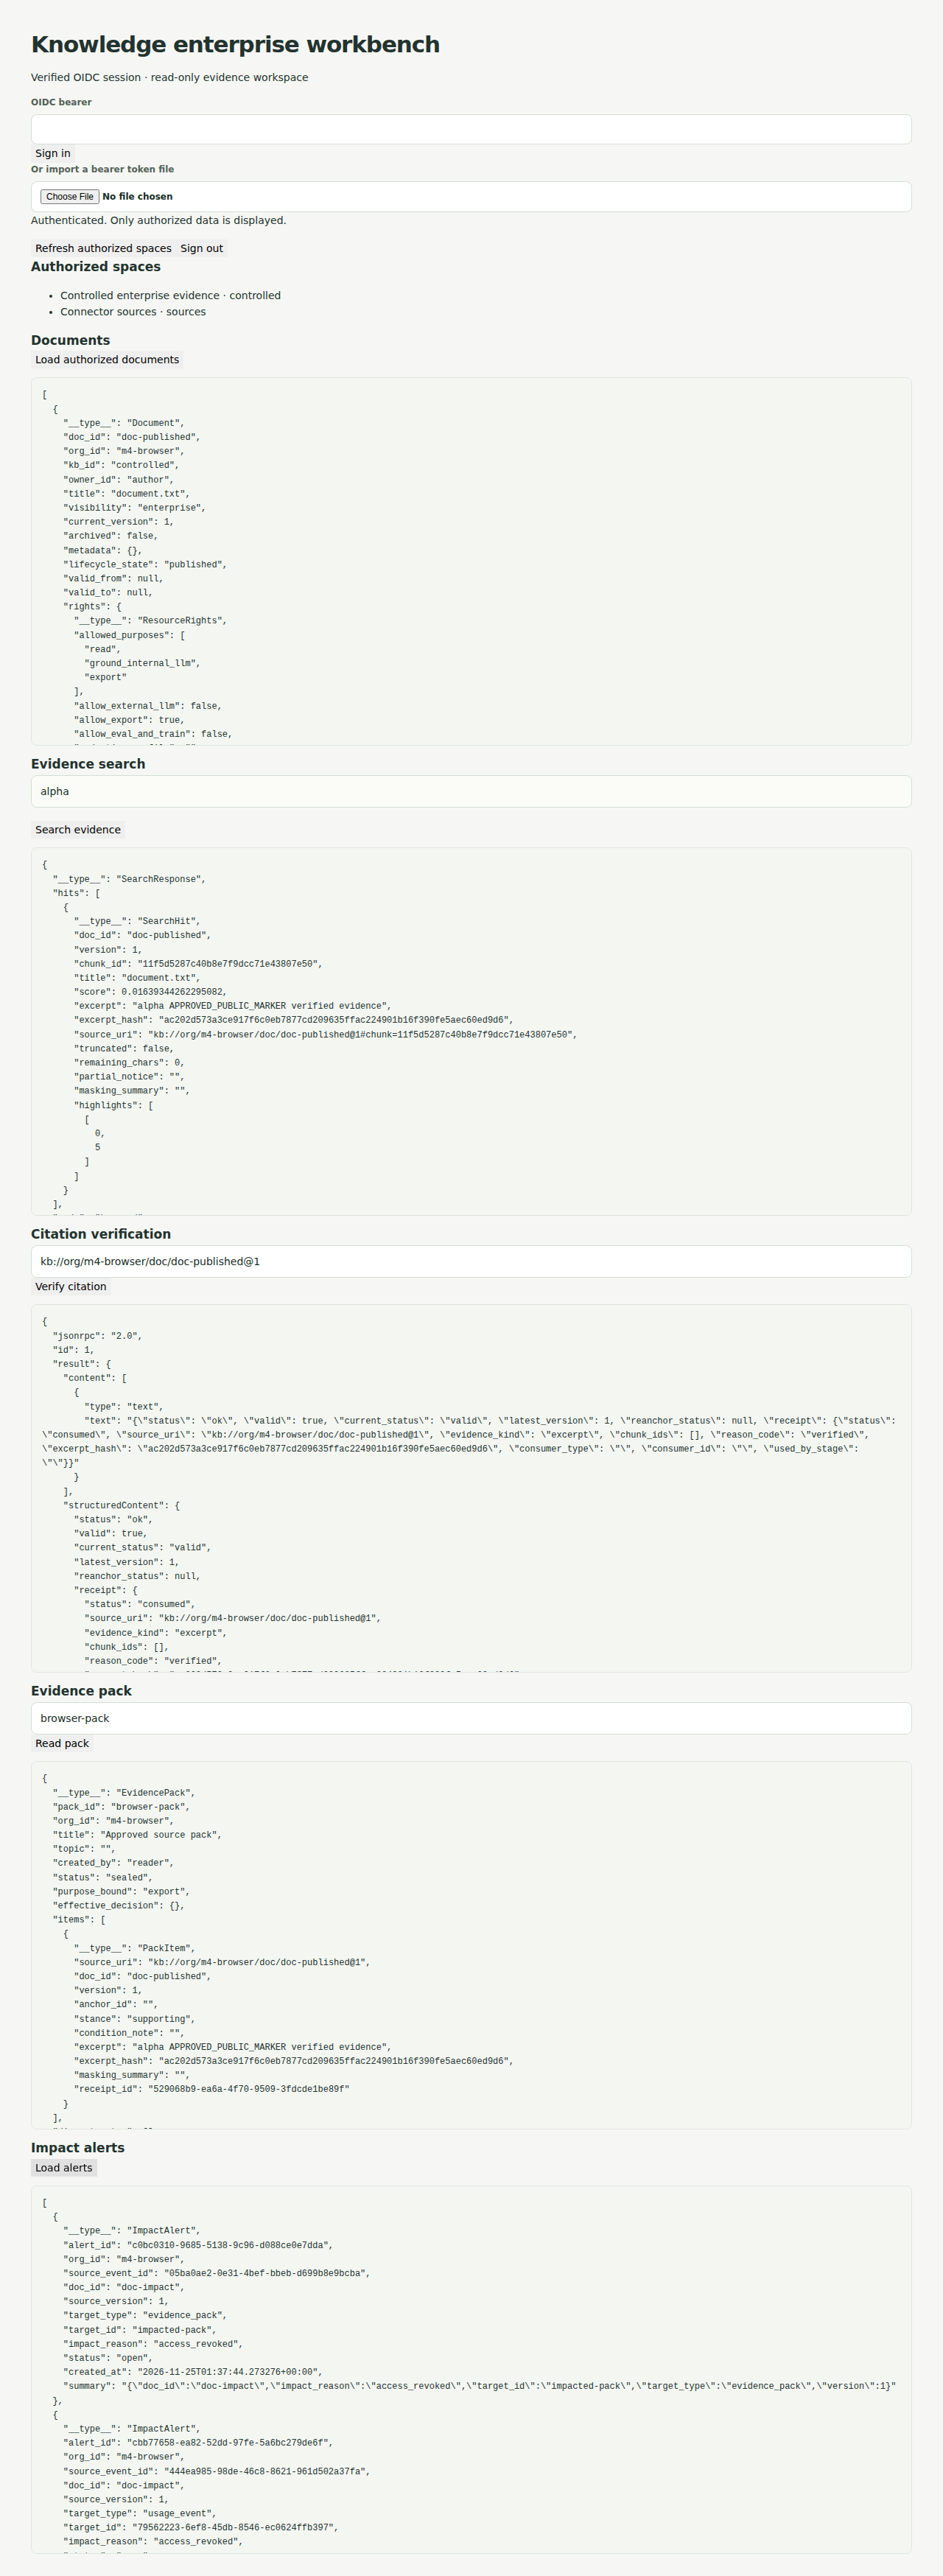 Knowledge enterprise workbench
Verified OIDC session · read-only evidence workspace
OIDC bearer
Sign in
Or import a bearer token file
Choose File No file chosen
Authenticated. Only authorized data is displayed.
Refresh authorized spaces Sign out
Authorized spaces
• Controlled enterprise evidence · controlled
• Connector sources · sources
Documents
Load authorized documents
[
  {
    "__type__": "Document",
    "doc_id": "doc-published",
    "org_id": "m4-browser",
    "kb_id": "controlled",
    "owner_id": "author",
    "title": "document.txt",
    "visibility": "enterprise",
    "current_version": 1,
    "archived": false,
    "metadata": {},
    "lifecycle_state": "published",
    "valid_from": null,
    "valid_to": null,
    "rights": {
      "__type__": "ResourceRights",
      "allowed_purposes": [
        "read",
        "ground_internal_llm",
        "export"
      ],
      "allow_external_llm": false,
      "allow_export": true,
      "allow_eval_and_train": false,
Evidence search
alpha
Search evidence
{
  "__type__": "SearchResponse",
  "hits": [
    {
      "__type__": "SearchHit",
      "doc_id": "doc-published",
      "version": 1,
      "chunk_id": "11f5d5287c40b8e7f9dcc71e43807e50",
      "title": "document.txt",
      "score": 0.01639344262295082,
      "excerpt": "alpha APPROVED_PUBLIC_MARKER verified evidence",
      "excerpt_hash": "ac202d573a3ce917f6c0eb7877cd209635ffac224901b16f390fe5aec60ed9d6",
      "source_uri": "kb://org/m4-browser/doc/doc-published@1#chunk=11f5d5287c40b8e7f9dcc71e43807e50",
      "truncated": false,
      "remaining_chars": 0,
      "partial_notice": "",
      "masking_summary": "",
      "highlights": [
        [
          0,
          5
        ]
      ]
    }
  ],
Citation verification
kb://org/m4-browser/doc/doc-published@1
Verify citation
{
  "jsonrpc": "2.0",
  "id": 1,
  "result": {
    "content": [
      {
        "type": "text",
        "text": "{\"status\": \"ok\", \"valid\": true, \"current_status\": \"valid\", \"latest_version\": 1, \"reanchor_status\": null, \"receipt\": {\"status\":
\"consumed\", \"source_uri\": \"kb://org/m4-browser/doc/doc-published@1\", \"evidence_kind\": \"excerpt\", \"chunk_ids\": [], \"reason_code\": \"verified\",
\"excerpt_hash\": \"ac202d573a3ce917f6c0eb7877cd209635ffac224901b16f390fe5aec60ed9d6\", \"consumer_type\": \"\", \"consumer_id\": \"\", \"used_by_stage\":
\"\"}}"
      }
    ],
    "structuredContent": {
      "status": "ok",
      "valid": true,
      "current_status": "valid",
      "latest_version": 1,
      "reanchor_status": null,
      "receipt": {
        "status": "consumed",
        "source_uri": "kb://org/m4-browser/doc/doc-published@1",
        "evidence_kind": "excerpt",
        "chunk_ids": [],
        "reason_code": "verified",
Evidence pack
browser-pack
Read pack
{
  "__type__": "EvidencePack",
  "pack_id": "browser-pack",
  "org_id": "m4-browser",
  "title": "Approved source pack",
  "topic": "",
  "created_by": "reader",
  "status": "sealed",
  "purpose_bound": "export",
  "effective_decision": {},
  "items": [
    {
      "__type__": "PackItem",
      "source_uri": "kb://org/m4-browser/doc/doc-published@1",
      "doc_id": "doc-published",
      "version": 1,
      "anchor_id": "",
      "stance": "supporting",
      "condition_note": "",
      "excerpt": "alpha APPROVED_PUBLIC_MARKER verified evidence",
      "excerpt_hash": "ac202d573a3ce917f6c0eb7877cd209635ffac224901b16f390fe5aec60ed9d6",
      "masking_summary": "",
      "receipt_id": "529068b9-ea6a-4f70-9509-3fdcde1be89f"
    }
  ],
Impact alerts
Load alerts
[
  {
    "__type__": "ImpactAlert",
    "alert_id": "c0bc0310-9685-5138-9c96-d088ce0e7dda",
    "org_id": "m4-browser",
    "source_event_id": "05ba0ae2-0e31-4bef-bbeb-d699b8e9bcba",
    "doc_id": "doc-impact",
    "source_version": 1,
    "target_type": "evidence_pack",
    "target_id": "impacted-pack",
    "impact_reason": "access_revoked",
    "status": "open",
    "created_at": "2026-11-25T01:37:44.273276+00:00",
    "summary": "{\"doc_id\":\"doc-impact\",\"impact_reason\":\"access_revoked\",\"target_id\":\"impacted-pack\",\"target_type\":\"evidence_pack\",\"version\":1}"
  },
  {
    "__type__": "ImpactAlert",
    "alert_id": "cbb77658-ea82-52dd-97fe-5a6bc279de6f",
    "org_id": "m4-browser",
    "source_event_id": "444ea985-98de-46c8-8621-961d502a37fa",
    "doc_id": "doc-impact",
    "source_version": 1,
    "target_type": "usage_event",
    "target_id": "79562223-6ef8-45db-8546-ec0624ffb397",
    "impact_reason": "access_revoked",